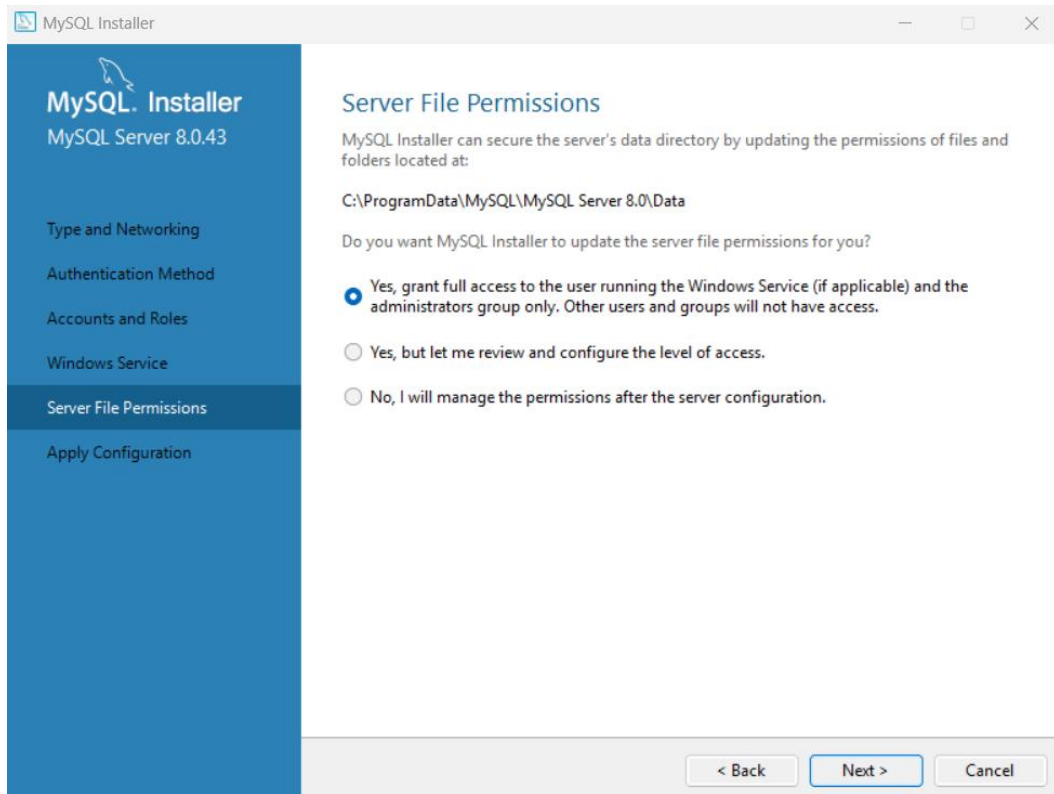 MySQL Installer
MySQL. Installer
MySQL Server 8.0.43
Type and Networking
Authentication Method
Accounts and Roles
Windows Service
Server File Permissions
Apply Configuration
Server File Permissions
MySQL Installer can secure the server's data directory by updating the permissions of files and
folders located at:
C:\ProgramData\MySQL\MySQL Server 8.0\Data
Do you want MySQL Installer to update the server file permissions for you?
Yes, grant full access to the user running the Windows Service (if applicable) and the
administrators group only. Other users and groups will not have access.
Yes, but let me review and configure the level of access.
No, I will manage the permissions after the server configuration.
< Back
Next >
Cancel